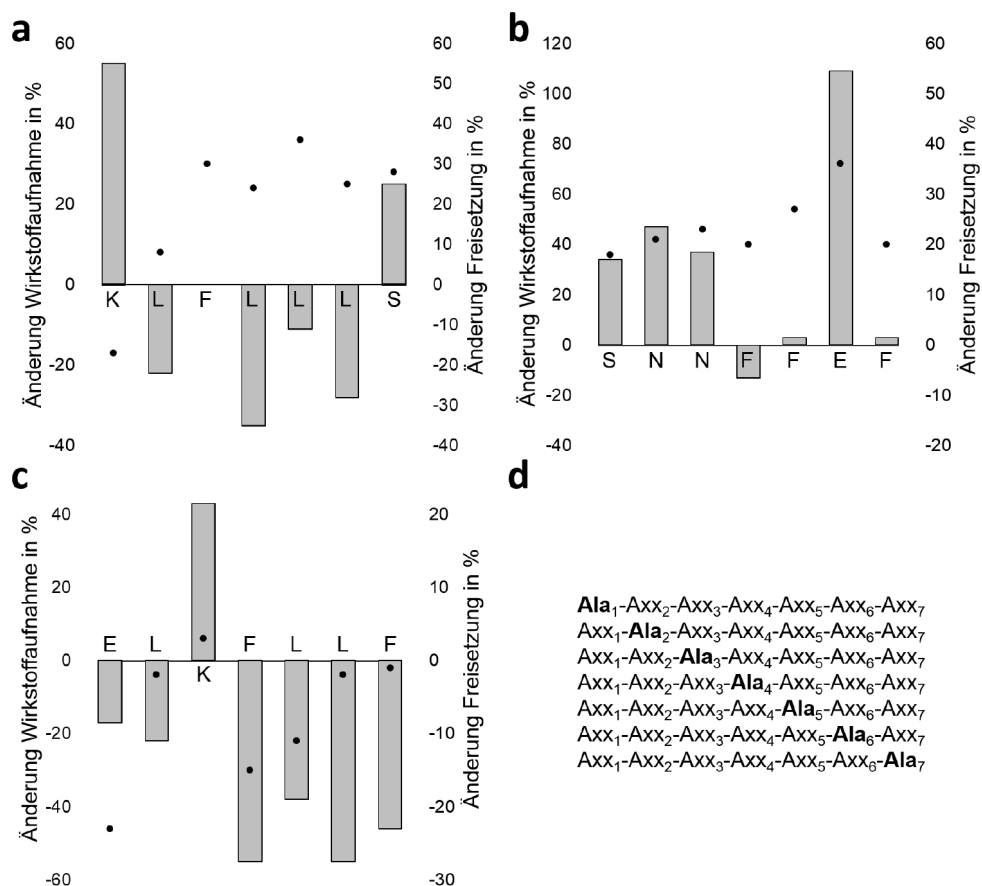 a
Änderung Wirkstoffaufnahme in %
60
40
20
0
-20
-40
K L F L L L S
60
50
40
30
20
10
0
-10
-20
-30
-40
Änderung Freisetzung in %
b
Änderung Wirkstoffaufnahme in %
120
100
80
60
40
20
0
-20
-40
S N N F F E F
60
50
40
30
20
10
0
-10
-20
Änderung Freisetzung in %
c
Änderung Wirkstoffaufnahme in %
40
20
0
-20
-40
-60
E L K F L L F
20
10
0
-10
-20
-30
Änderung Freisetzung in %
d
Ala₁-Axx₂-Axx₃-Axx₄-Axx₅-Axx₆-Axx₇
Axx₁-Ala₂-Axx₃-Axx₄-Axx₅-Axx₆-Axx₇
Axx₁-Axx₂-Ala₃-Axx₄-Axx₅-Axx₆-Axx₇
Axx₁-Axx₂-Axx₃-Ala₄-Axx₅-Axx₆-Axx₇
Axx₁-Axx₂-Axx₃-Axx₄-Ala₅-Axx₆-Axx₇
Axx₁-Axx₂-Axx₃-Axx₄-Axx₅-Ala₆-Axx₇
Axx₁-Axx₂-Axx₃-Axx₄-Axx₅-Axx₆-Ala₇